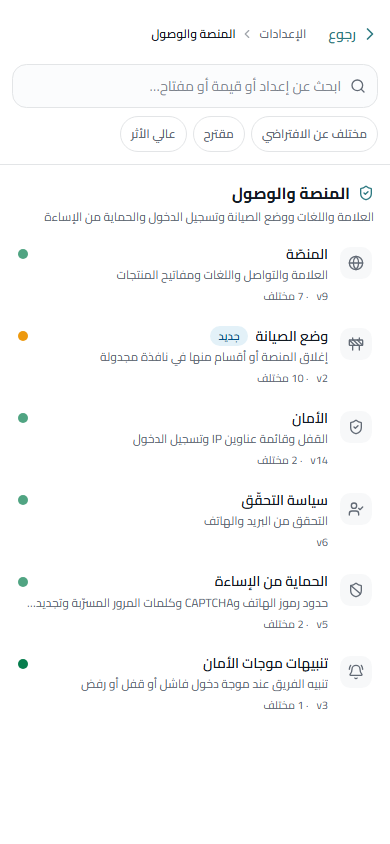 رجوع
الإعدادات
المنصة والوصول
ابحث عن إعداد أو قيمة أو مفتاح...
مختلف عن الافتراضي
مقترح
عالي الأثر
المنصة والوصول
العلامة واللغات ووضع الصيانة وتسجيل الدخول والحماية من الإساءة
المنصّة
العلامة والتواصل واللغات ومفاتيح المنتجات
v9 · 7 مختلف
وضع الصيانة جديد
إغلاق المنصة أو أقسام منها في نافذة مجدولة
v2 · 10 مختلف
الأمان
القفل وقائمة عناوين IP وتسجيل الدخول
v14 · 2 مختلف
سياسة التحقّق
التحقق من البريد والهاتف
v6
الحماية من الإساءة
حدود رموز الهاتف وCAPTCHA وكلمات المرور المسرّبة وتجديد...
v5 · 2 مختلف
تنبيهات موجات الأمان
تنبيه الفريق عند موجة دخول فاشل أو قفل أو رفض
v3 · 1 مختلف